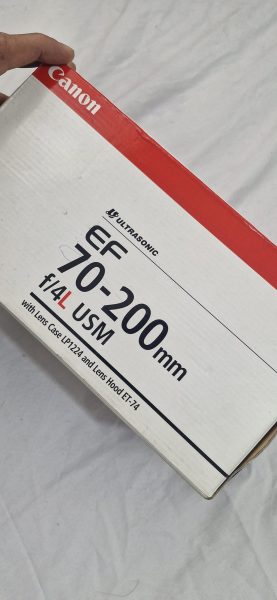 Canon
ULTRASONIC
EF
70-200mm
f/4L USM
with Lens Case LP1224 and Lens Hood ET-74